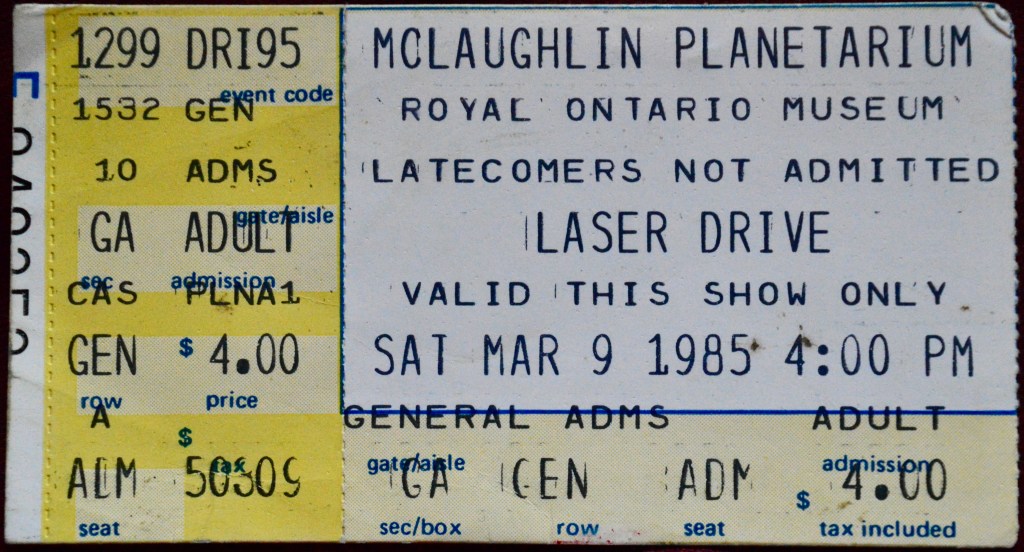 1299 DRI95
event code
1532 GEN
10 ADMS
gate/aisle
GA ADULT
sec admission
CAS PLNA1
GEN $ 4.00
row price
A
$
tax
ADM 50309
seat
MCLAUGHLIN PLANETARIUM
ROYAL ONTARIO MUSEUM
LATECOMERS NOT ADMITTED
LASER DRIVE
VALID THIS SHOW ONLY
SAT MAR 9 1985 4:00 PM
GENERAL ADMS ADULT
gate/aisle admission
GA GEN ADM $ 4.00
sec/box row seat tax included